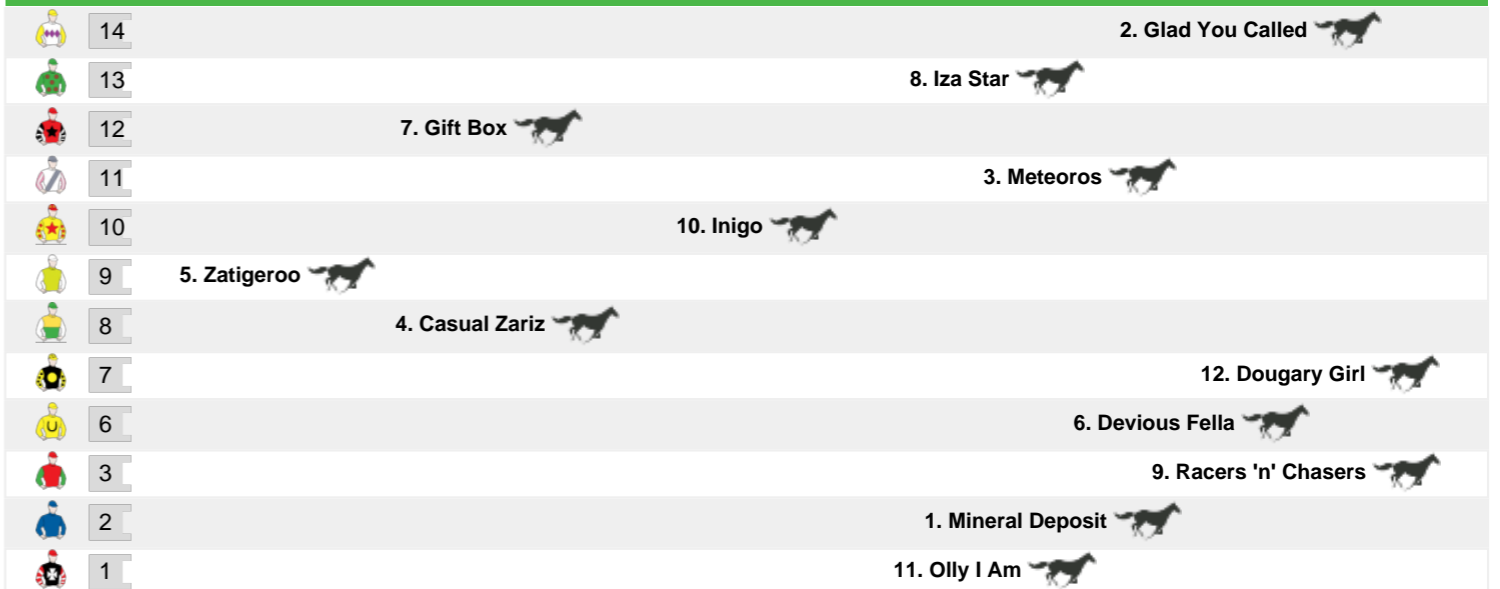 14 2. Glad You Called
13 8. Iza Star
12 7. Gift Box
11 3. Meteoros
10 10. Inigo
9 5. Zatigeroo
8 4. Casual Zariz
7 12. Dougary Girl
U 6 6. Devious Fella
3 9. Racers 'n' Chasers
2 1. Mineral Deposit
1 11. Olly I Am